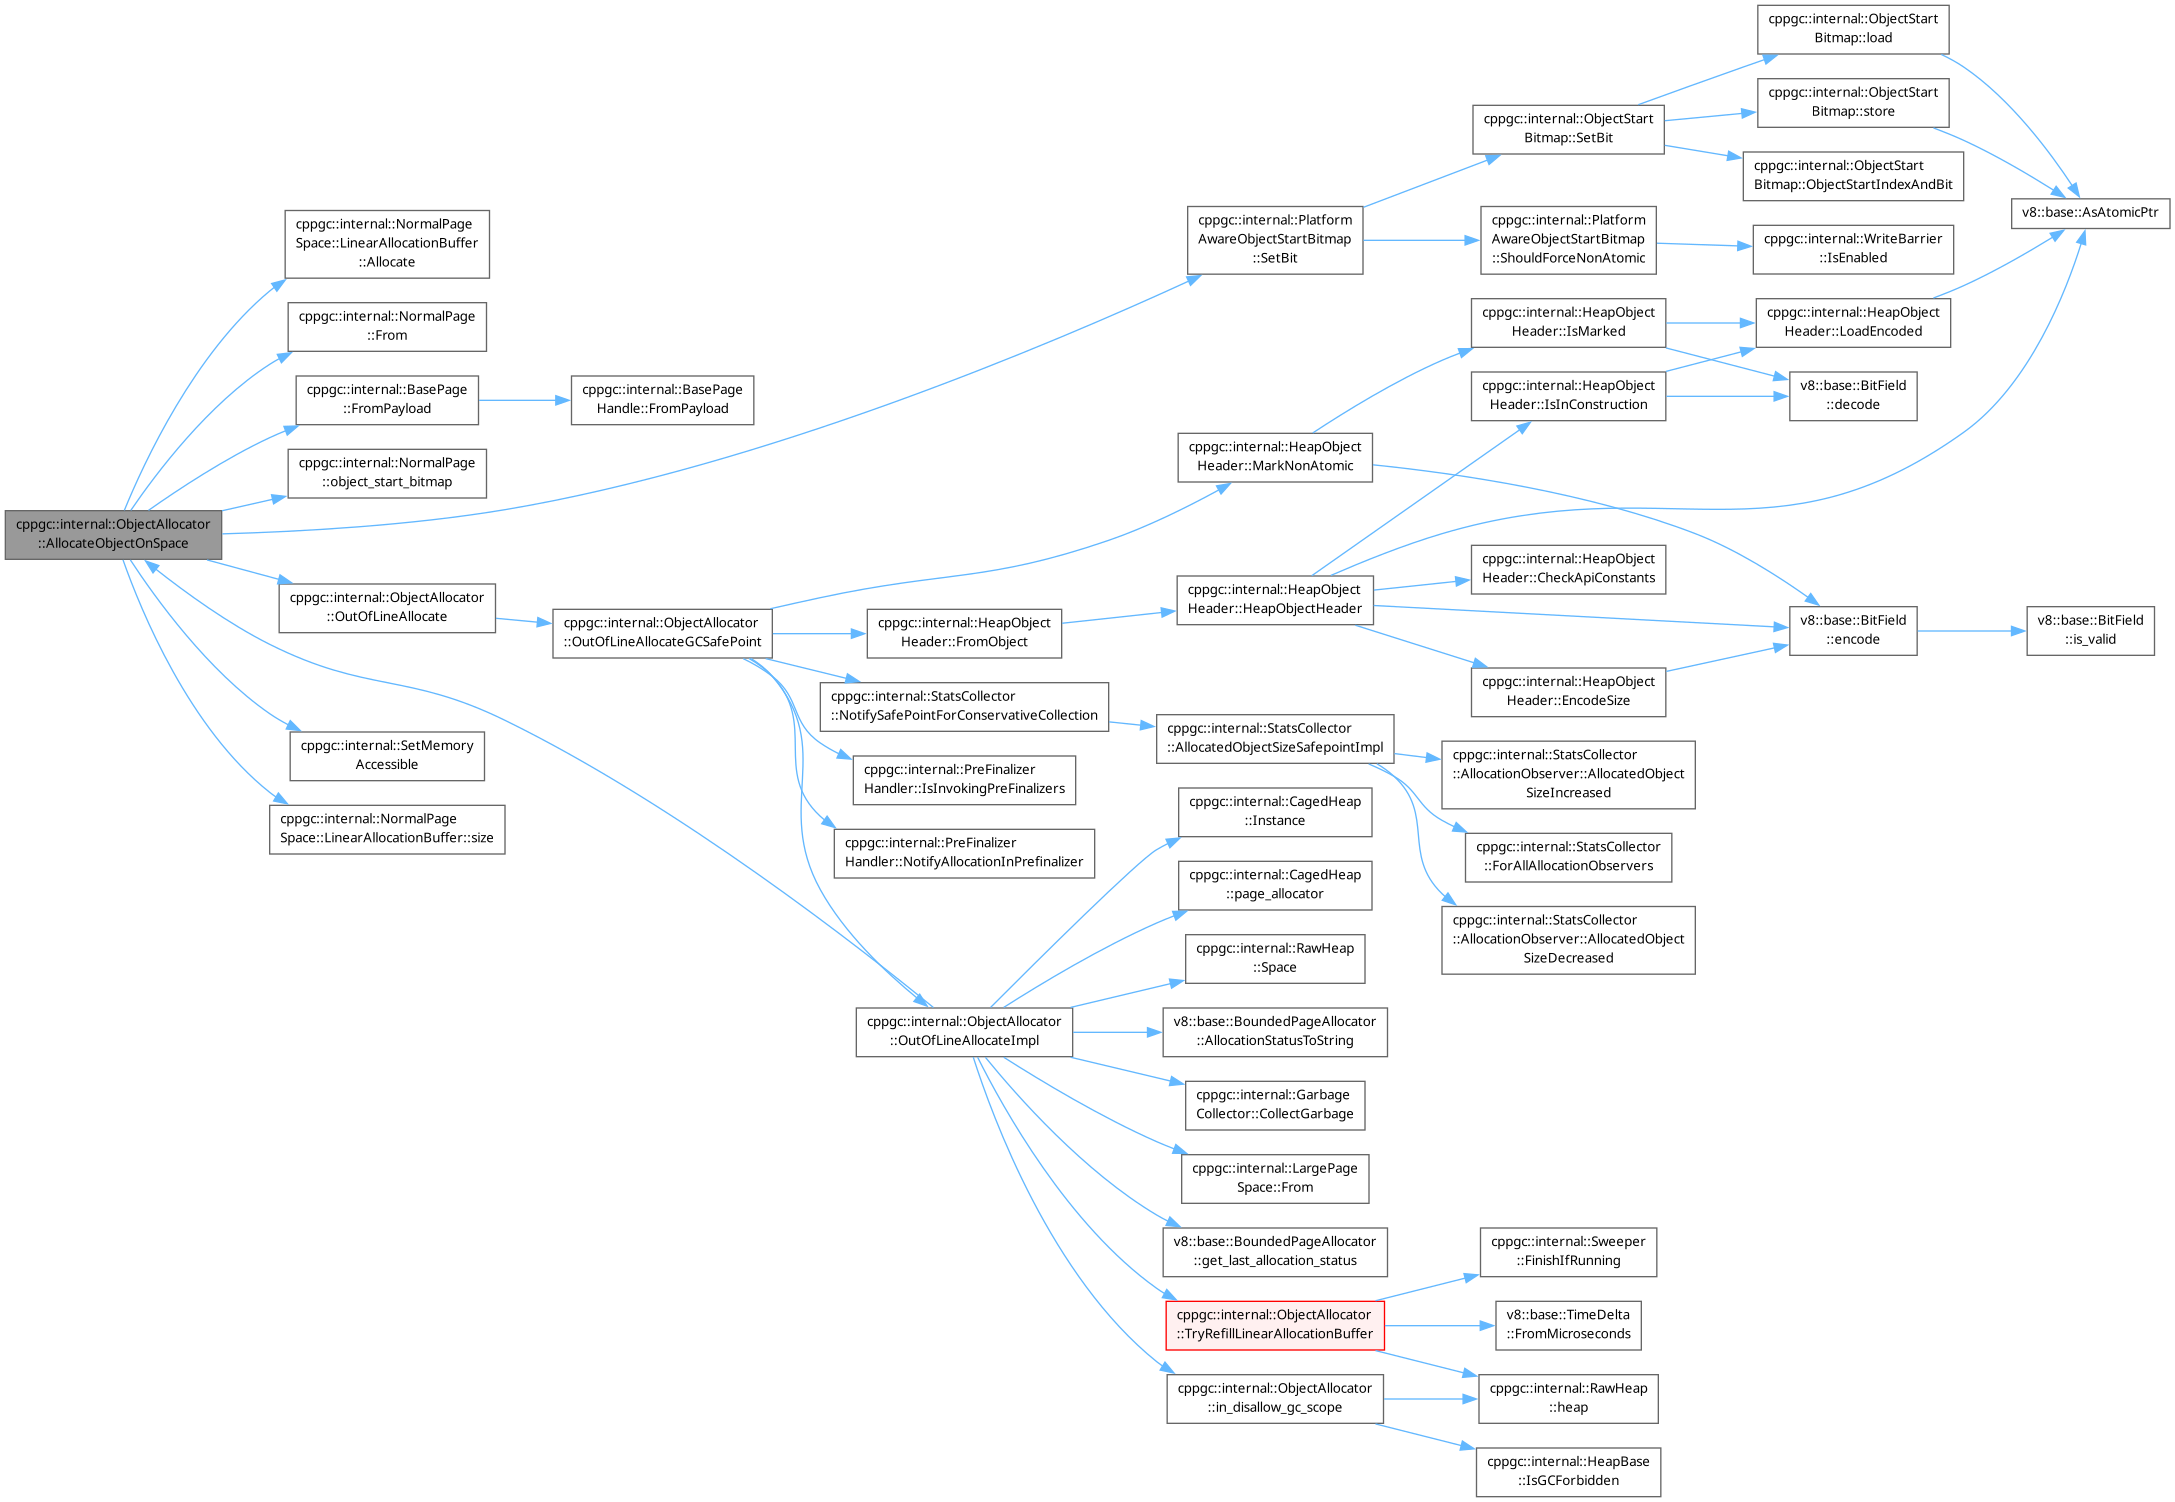 cppgc::internal::ObjectAllocator
::AllocateObjectOnSpace
cppgc::internal::NormalPage
Space::LinearAllocationBuffer
::Allocate
cppgc::internal::NormalPage
::From
cppgc::internal::BasePage
::FromPayload
cppgc::internal::BasePage
Handle::FromPayload
cppgc::internal::NormalPage
::object_start_bitmap
cppgc::internal::ObjectAllocator
::OutOfLineAllocate
cppgc::internal::SetMemory
Accessible
cppgc::internal::NormalPage
Space::LinearAllocationBuffer::size
cppgc::internal::ObjectAllocator
::OutOfLineAllocateGCSafePoint
cppgc::internal::HeapObject
Header::FromObject
cppgc::internal::StatsCollector
::NotifySafePointForConservativeCollection
cppgc::internal::PreFinalizer
Handler::IsInvokingPreFinalizers
cppgc::internal::PreFinalizer
Handler::NotifyAllocationInPrefinalizer
cppgc::internal::ObjectAllocator
::OutOfLineAllocateImpl
cppgc::internal::Platform
AwareObjectStartBitmap
::SetBit
cppgc::internal::HeapObject
Header::MarkNonAtomic
cppgc::internal::HeapObject
Header::HeapObjectHeader
cppgc::internal::StatsCollector
::AllocatedObjectSizeSafepointImpl
cppgc::internal::CagedHeap
::Instance
cppgc::internal::CagedHeap
::page_allocator
cppgc::internal::RawHeap
::Space
v8::base::BoundedPageAllocator
::AllocationStatusToString
cppgc::internal::Garbage
Collector::CollectGarbage
cppgc::internal::LargePage
Space::From
v8::base::BoundedPageAllocator
::get_last_allocation_status
cppgc::internal::ObjectAllocator
::TryRefillLinearAllocationBuffer
cppgc::internal::ObjectAllocator
::in_disallow_gc_scope
cppgc::internal::ObjectStart
Bitmap::SetBit
cppgc::internal::Platform
AwareObjectStartBitmap
::ShouldForceNonAtomic
cppgc::internal::HeapObject
Header::IsMarked
cppgc::internal::HeapObject
Header::IsInConstruction
cppgc::internal::HeapObject
Header::CheckApiConstants
cppgc::internal::HeapObject
Header::EncodeSize
cppgc::internal::StatsCollector
::AllocationObserver::AllocatedObject
SizeIncreased
cppgc::internal::StatsCollector
::ForAllAllocationObservers
cppgc::internal::StatsCollector
::AllocationObserver::AllocatedObject
SizeDecreased
cppgc::internal::Sweeper
::FinishIfRunning
v8::base::TimeDelta
::FromMicroseconds
cppgc::internal::RawHeap
::heap
cppgc::internal::HeapBase
::IsGCForbidden
cppgc::internal::ObjectStart
Bitmap::load
cppgc::internal::ObjectStart
Bitmap::store
cppgc::internal::ObjectStart
Bitmap::ObjectStartIndexAndBit
cppgc::internal::WriteBarrier
::IsEnabled
cppgc::internal::HeapObject
Header::LoadEncoded
v8::base::BitField
::decode
v8::base::BitField
::encode
v8::base::AsAtomicPtr
v8::base::BitField
::is_valid